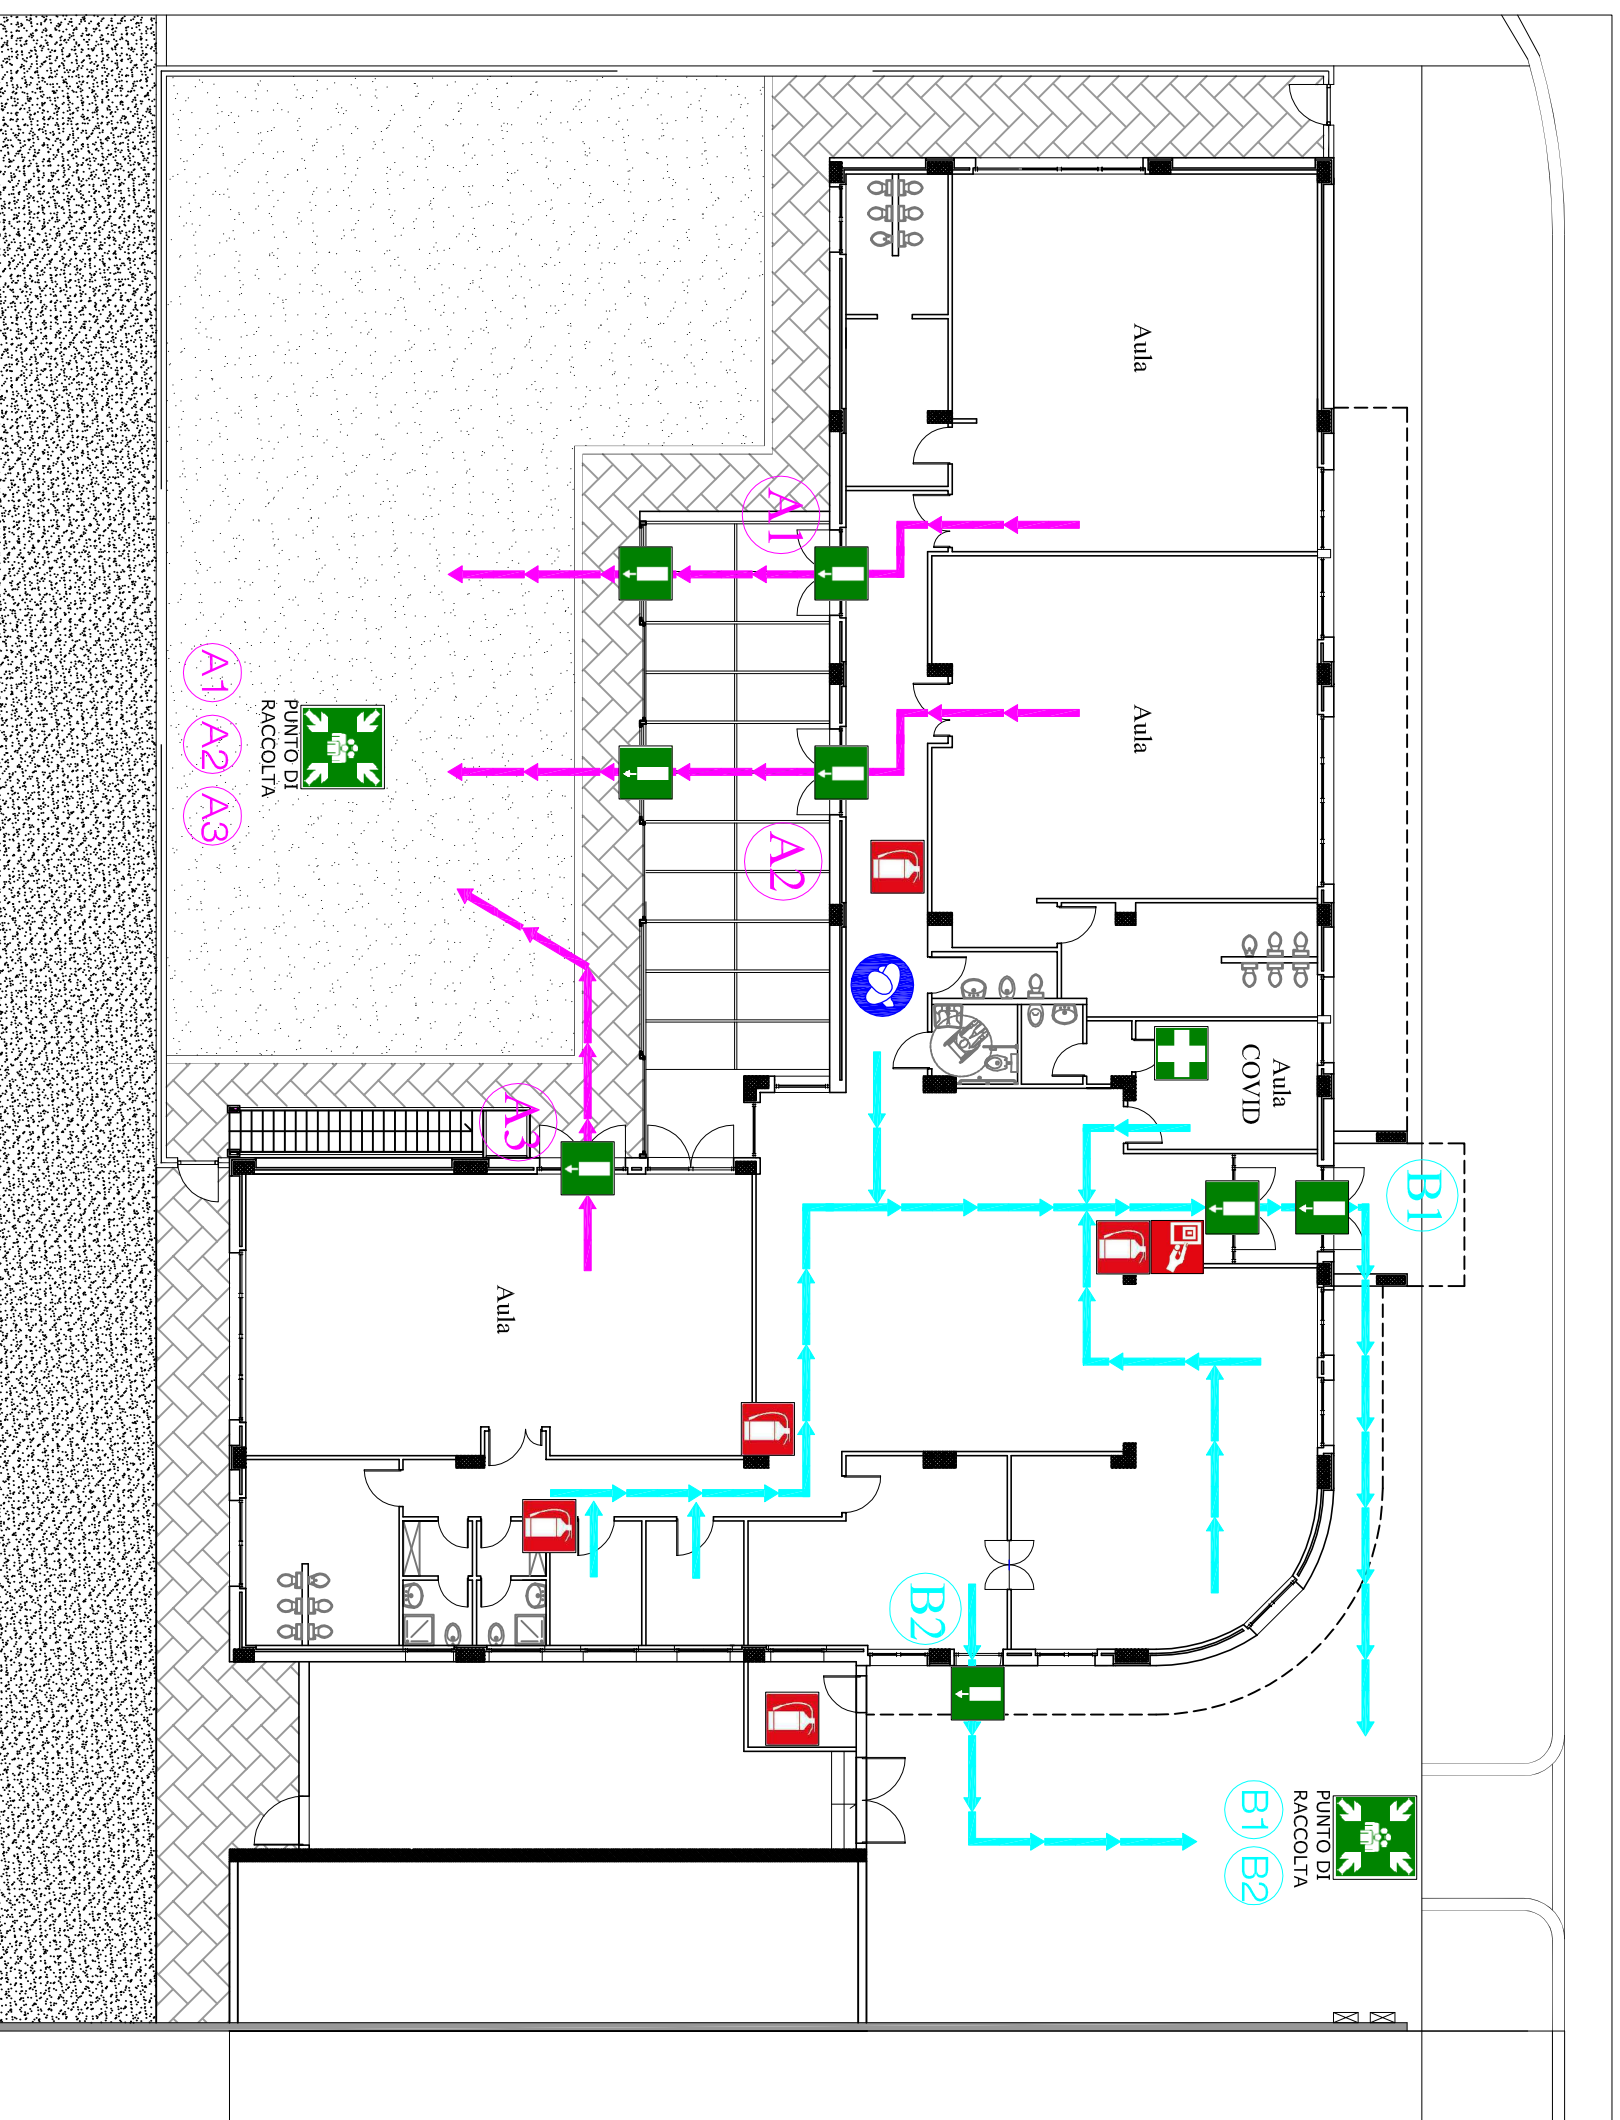 Aula
Aula
Aula
COVID
Aula
A1
A2
A3
B1
B2
PUNTO DI
RACCOLTA
A1 A2 A3
PUNTO DI
RACCOLTA
B1 B2